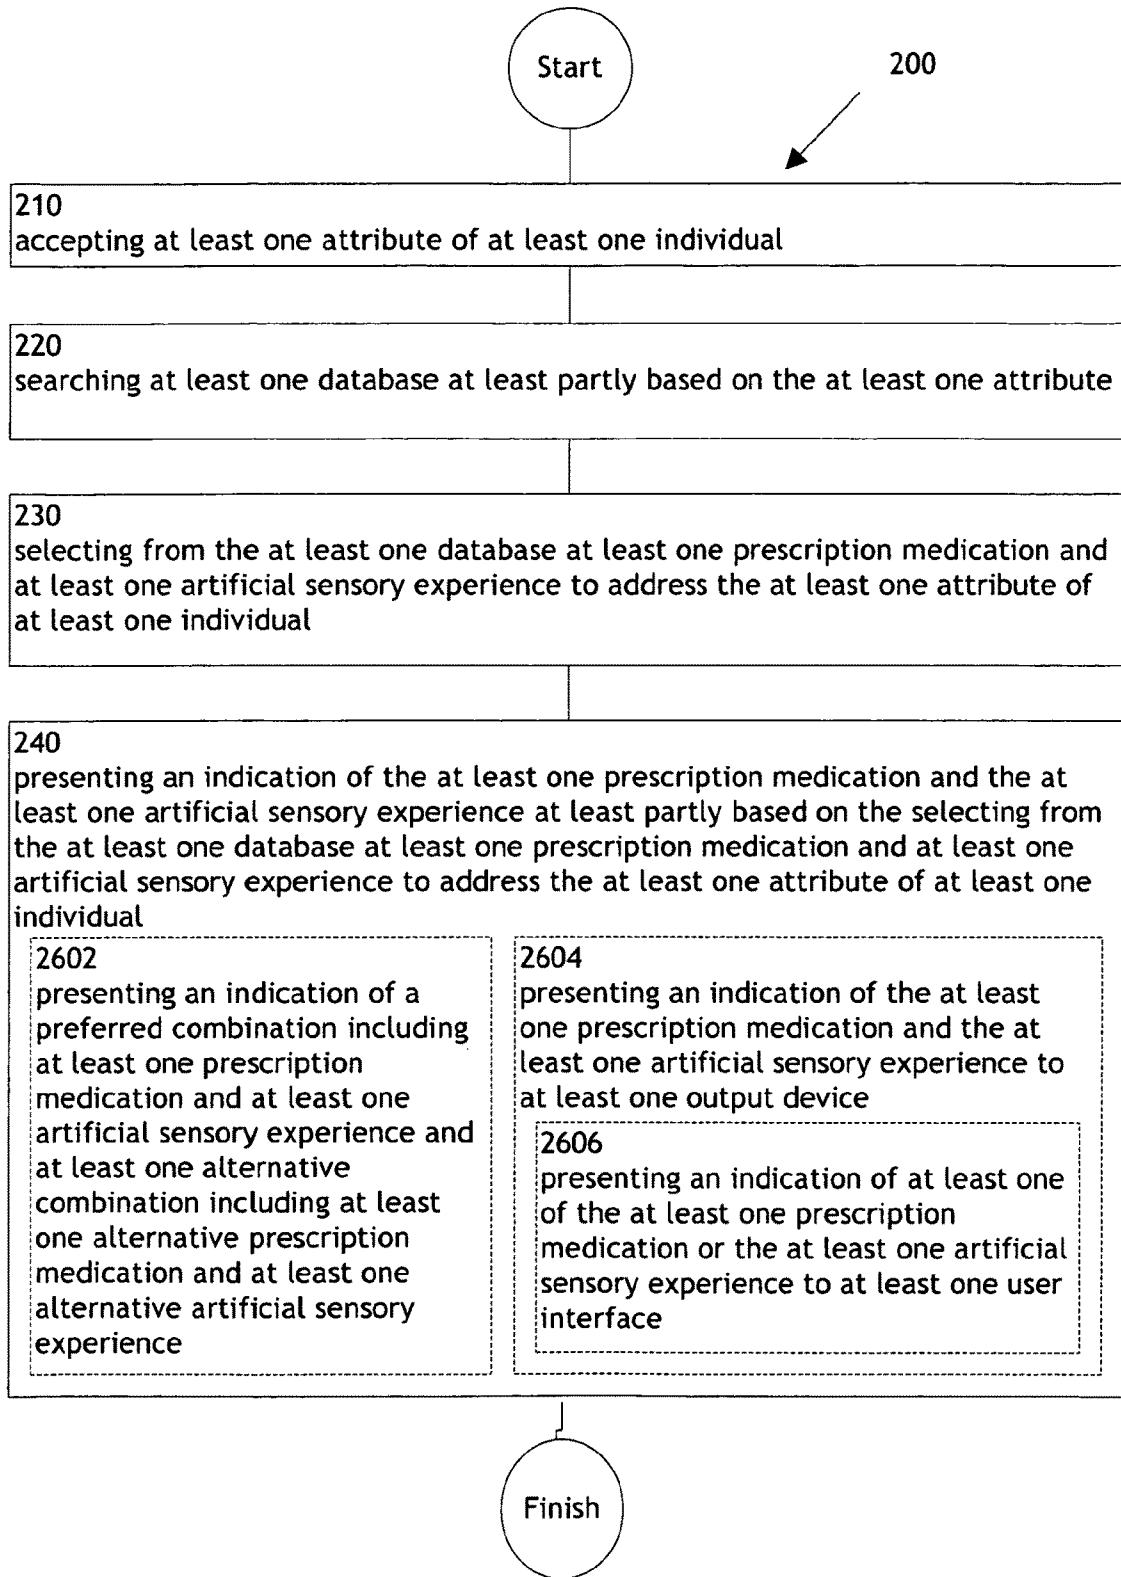 Start
200
210
accepting at least one attribute of at least one individual
220
searching at least one database at least partly based on the at least one attribute
230
selecting from the at least one database at least one prescription medication and
at least one artificial sensory experience to address the at least one attribute of
at least one individual
240
presenting an indication of the at least one prescription medication and the at
least one artificial sensory experience at least partly based on the selecting from
the at least one database at least one prescription medication and at least one
artificial sensory experience to address the at least one attribute of at least one
individual
2602
presenting an indication of a
preferred combination including
at least one prescription
medication and at least one
artificial sensory experience and
at least one alternative
combination including at least
one alternative prescription
medication and at least one
alternative artificial sensory
experience
2604
presenting an indication of the at least
one prescription medication and the at
least one artificial sensory experience to
at least one output device
2606
presenting an indication of at least one
of the at least one prescription
medication or the at least one artificial
sensory experience to at least one user
interface
Finish